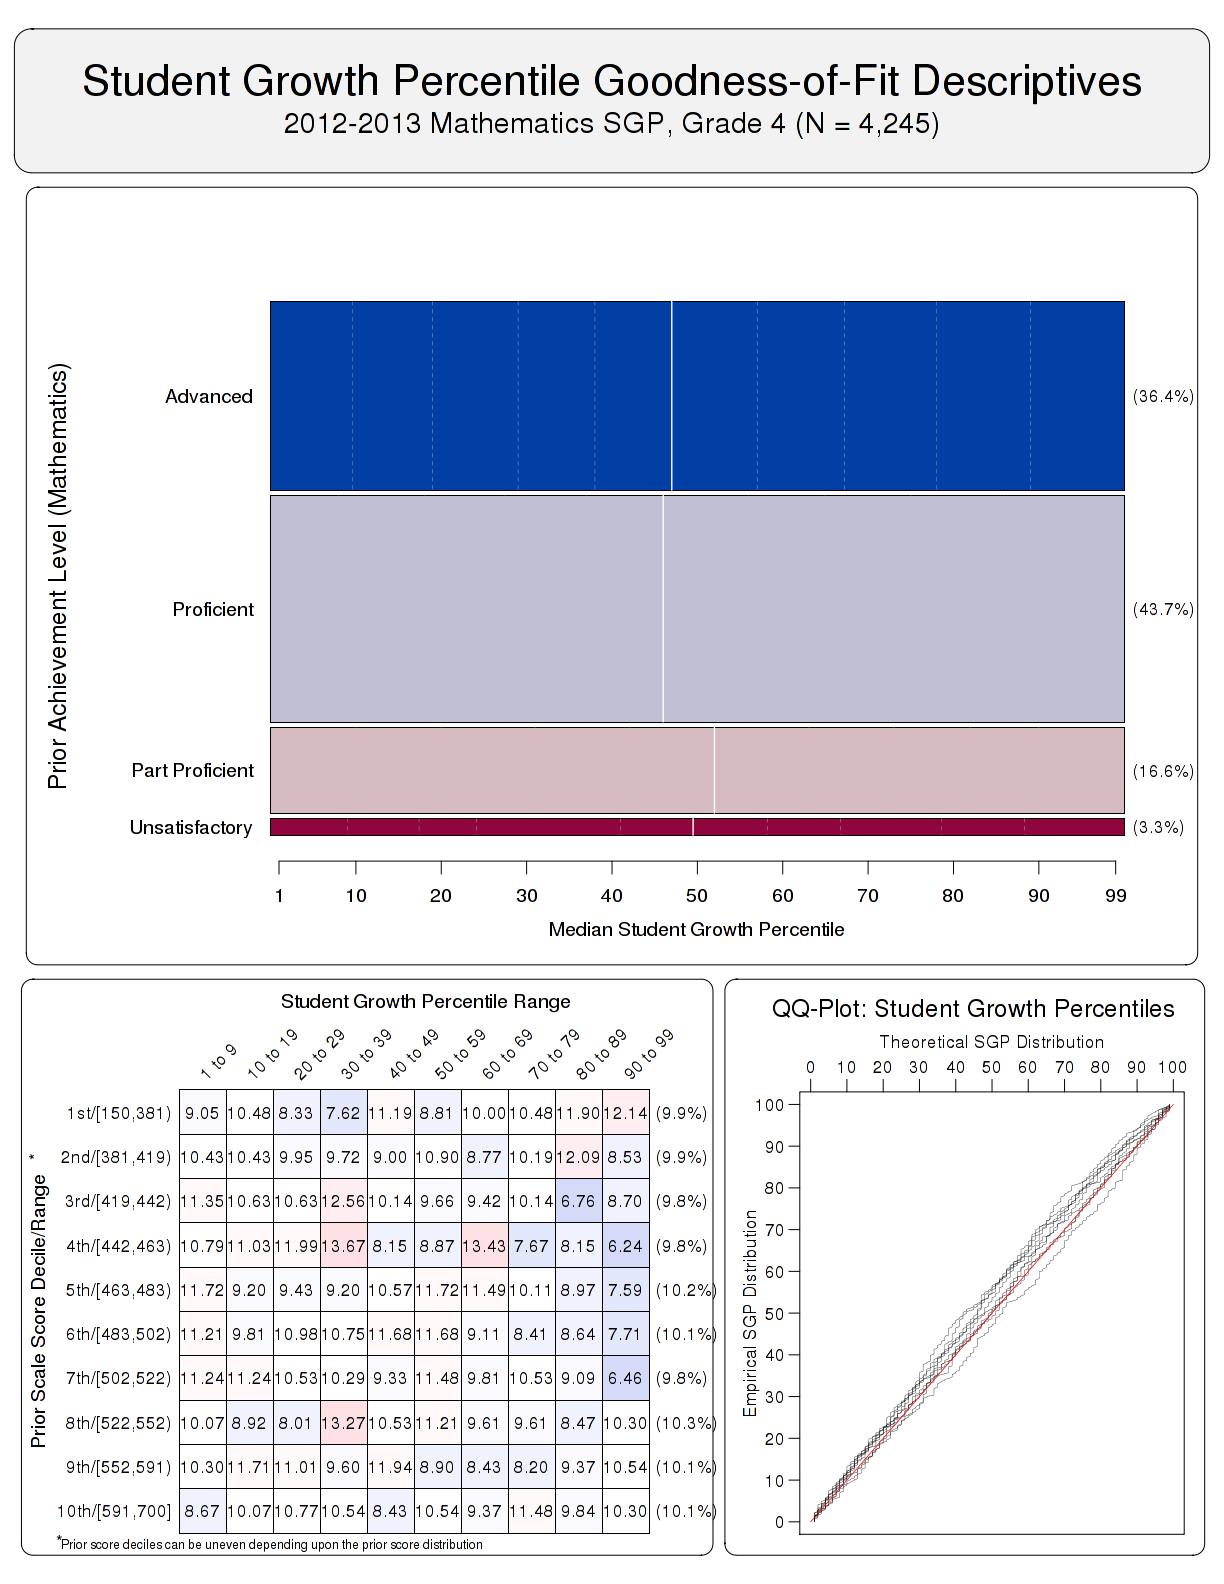 Student Growth Percentile Goodness-of-Fit Descriptives
2012-2013 Mathematics SGP, Grade 4 (N = 4,245)
Prior Achievement Level (Mathematics)
Advanced (36.4%)
Proficient (43.7%)
Part Proficient (16.6%)
Unsatisfactory (3.3%)
1 10 20 30 40 50 60 70 80 90 99
Median Student Growth Percentile
Student Growth Percentile Range
1 to 9 10 to 19 20 to 29 30 to 39 40 to 49 50 to 59 60 to 69 70 to 79 80 to 89 90 to 99
Prior Scale Score Decile/Range *
1st/[150,381) 9.05 10.48 8.33 7.62 11.19 8.81 10.00 10.48 11.90 12.14 (9.9%)
2nd/[381,419) 10.43 10.43 9.95 9.72 9.00 10.90 8.77 10.19 12.09 8.53 (9.9%)
3rd/[419,442) 11.35 10.63 10.63 12.56 10.14 9.66 9.42 10.14 6.76 8.70 (9.8%)
4th/[442,463) 10.79 11.03 11.99 13.67 8.15 8.87 13.43 7.67 8.15 6.24 (9.8%)
5th/[463,483) 11.72 9.20 9.43 9.20 10.57 11.72 11.49 10.11 8.97 7.59 (10.2%)
6th/[483,502) 11.21 9.81 10.98 10.75 11.68 11.68 9.11 8.41 8.64 7.71 (10.1%)
7th/[502,522) 11.24 11.24 10.53 10.29 9.33 11.48 9.81 10.53 9.09 6.46 (9.8%)
8th/[522,552) 10.07 8.92 8.01 13.27 10.53 11.21 9.61 9.61 8.47 10.30 (10.3%)
9th/[552,591) 10.30 11.71 11.01 9.60 11.94 8.90 8.43 8.20 9.37 10.54 (10.1%)
10th/[591,700] 8.67 10.07 10.77 10.54 8.43 10.54 9.37 11.48 9.84 10.30 (10.1%)
*Prior score deciles can be uneven depending upon the prior score distribution
QQ-Plot: Student Growth Percentiles
Theoretical SGP Distribution
0 10 20 30 40 50 60 70 80 90 100
Empirical SGP Distribution
100
90
80
70
60
50
40
30
20
10
0